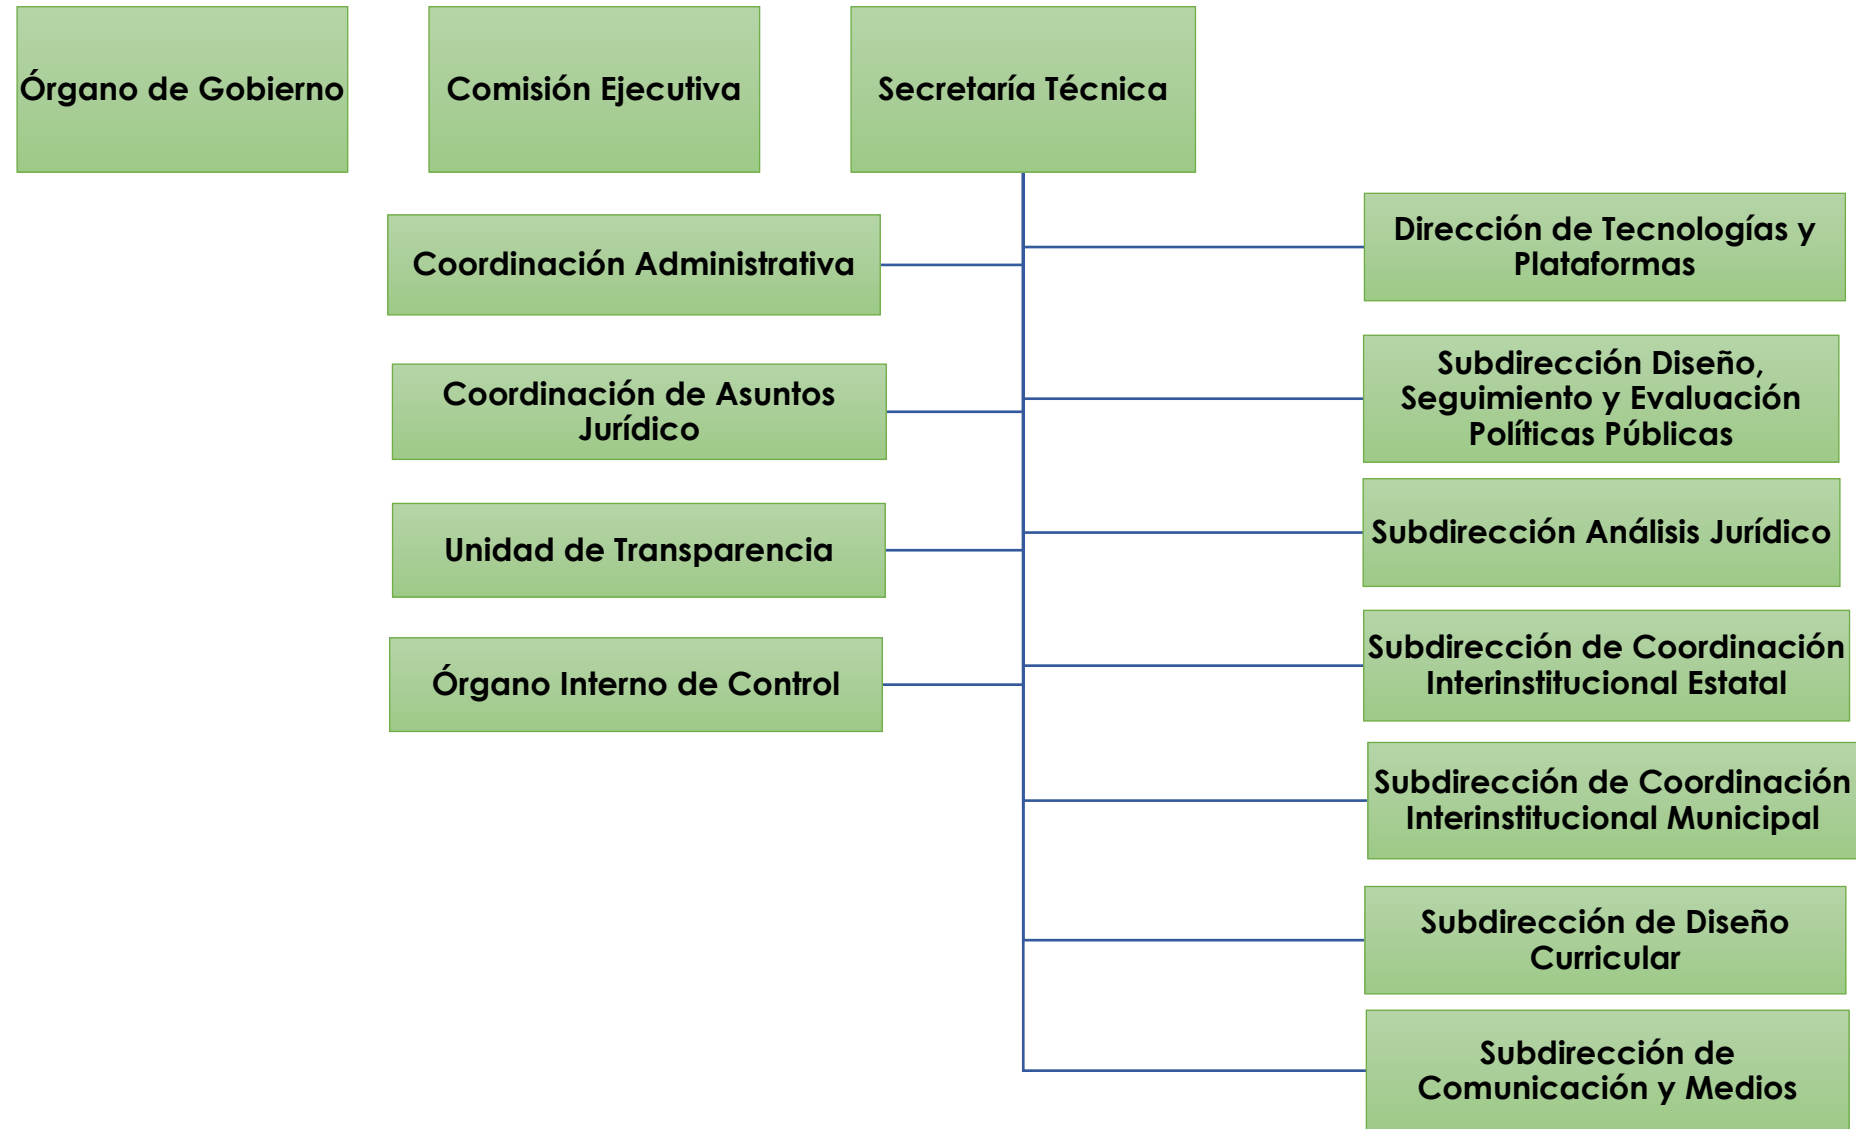 Órgano de Gobierno
Comisión Ejecutiva
Secretaría Técnica
Coordinación Administrativa
Coordinación de Asuntos
Jurídico
Unidad de Transparencia
Órgano Interno de Control
Dirección de Tecnologías y
Plataformas
Subdirección Diseño,
Seguimiento y Evaluación
Políticas Públicas
Subdirección Análisis Jurídico
Subdirección de Coordinación
Interinstitucional Estatal
Subdirección de Coordinación
Interinstitucional Municipal
Subdirección de Diseño
Curricular
Subdirección de
Comunicación y Medios